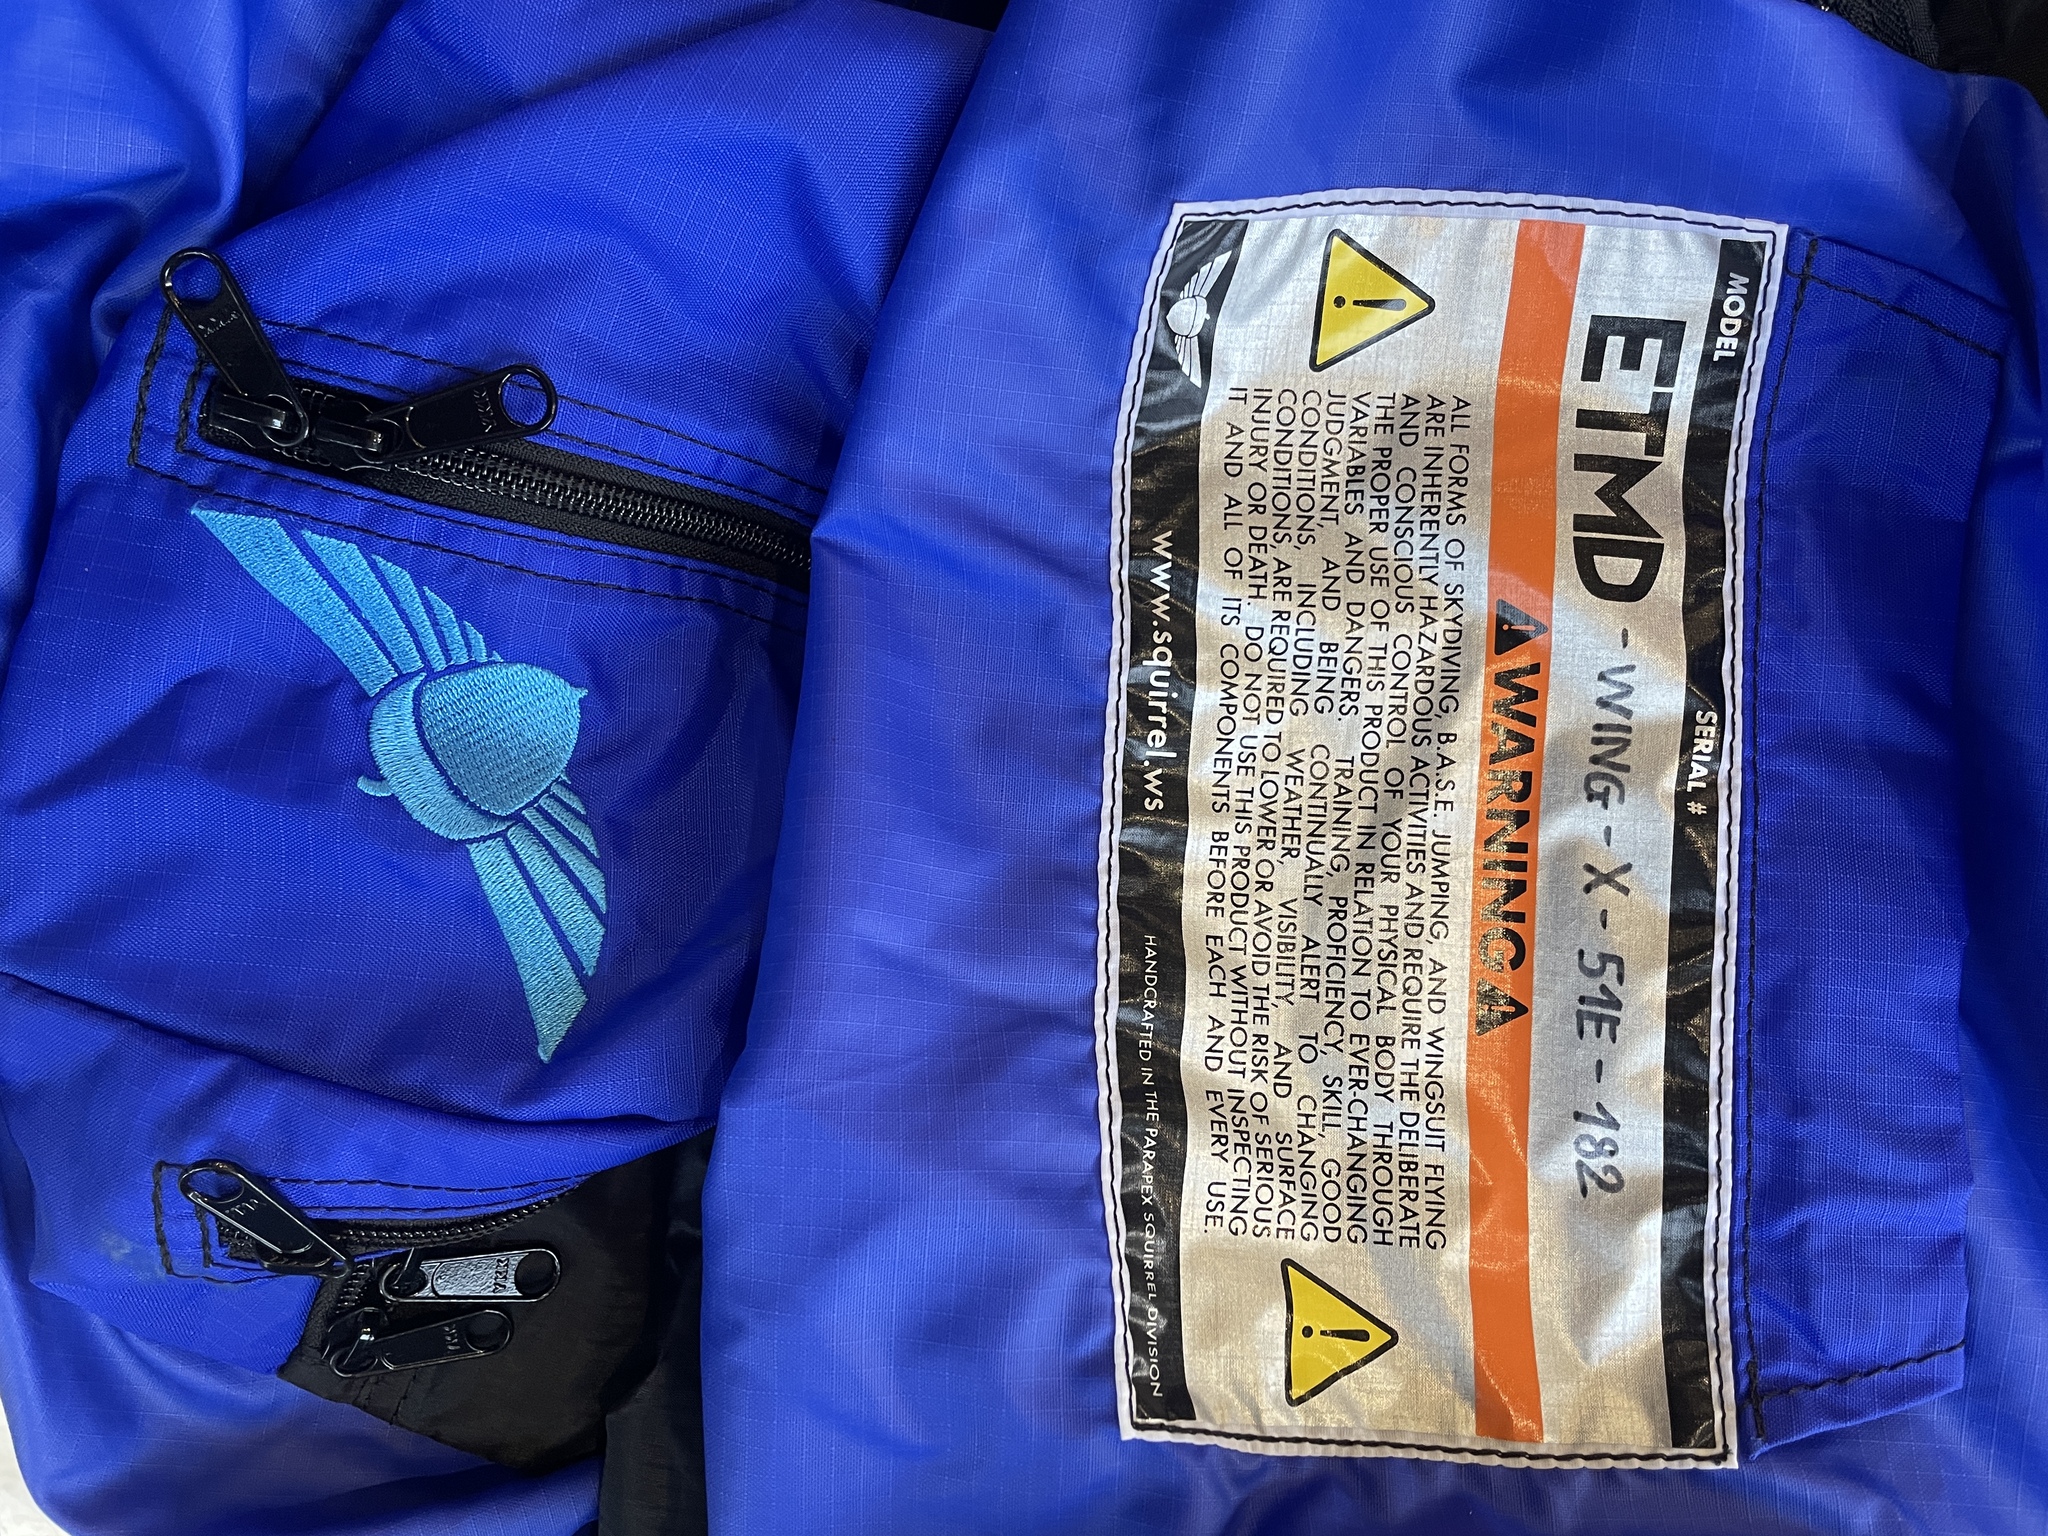 MODEL
SERIAL #
ETMD - WING - X - 51E - 182
WARNING
ALL FORMS OF SKYDIVING, B.A.S.E. JUMPING, AND WINGSUIT FLYING
ARE INHERENTLY HAZARDOUS ACTIVITIES AND REQUIRE THE DELIBERATE
AND CONSCIOUS CONTROL OF YOUR PHYSICAL BODY THROUGH
THE PROPER USE OF THIS PRODUCT IN RELATION TO EVER-CHANGING
VARIABLES AND DANGERS. TRAINING, PROFICIENCY, SKILL, GOOD
JUDGMENT, AND BEING CONTINUALLY ALERT TO CHANGING
CONDITIONS, INCLUDING WEATHER, VISIBILITY, AND SURFACE
CONDITIONS, ARE REQUIRED TO LOWER OR AVOID THE RISK OF SERIOUS
INJURY OR DEATH. DO NOT USE THIS PRODUCT WITHOUT INSPECTING
IT AND ALL OF ITS COMPONENTS BEFORE EACH AND EVERY USE.
www.squirrel.ws
HANDCRAFTED IN THE PARAPEX SQUIRREL DIVISION
YKK
YKK
YKK
YKK